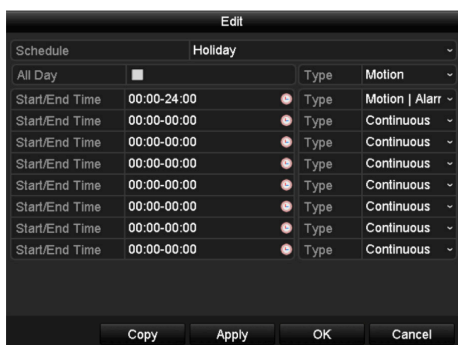 Edit
Schedule Holiday
All Day Type Motion
Start/End Time 00:00-24:00 Type Motion | Alarr
Start/End Time 00:00-00:00 Type Continuous
Start/End Time 00:00-00:00 Type Continuous
Start/End Time 00:00-00:00 Type Continuous
Start/End Time 00:00-00:00 Type Continuous
Start/End Time 00:00-00:00 Type Continuous
Start/End Time 00:00-00:00 Type Continuous
Start/End Time 00:00-00:00 Type Continuous
Copy Apply OK Cancel